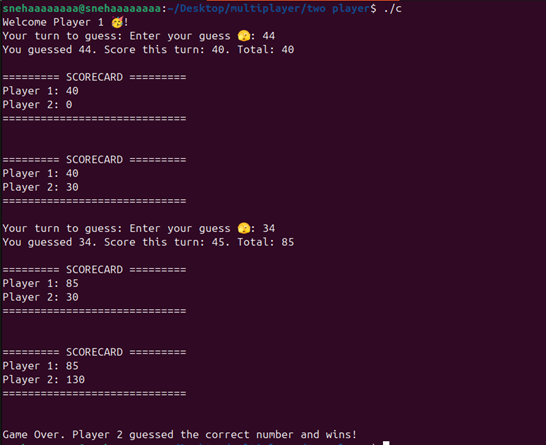 snehaaaaaaaa@snehaaaaaaaa:~/Desktop/multiplayer/two player$ ./c
Welcome Player 1 🥳!
Your turn to guess: Enter your guess 🫣: 44
You guessed 44. Score this turn: 40. Total: 40
========= SCORECARD =========
Player 1: 40
Player 2: 0
=============================
========= SCORECARD =========
Player 1: 40
Player 2: 30
=============================
Your turn to guess: Enter your guess 🫣: 34
You guessed 34. Score this turn: 45. Total: 85
========= SCORECARD =========
Player 1: 85
Player 2: 30
=============================
========= SCORECARD =========
Player 1: 85
Player 2: 130
=============================
Game Over. Player 2 guessed the correct number and wins!